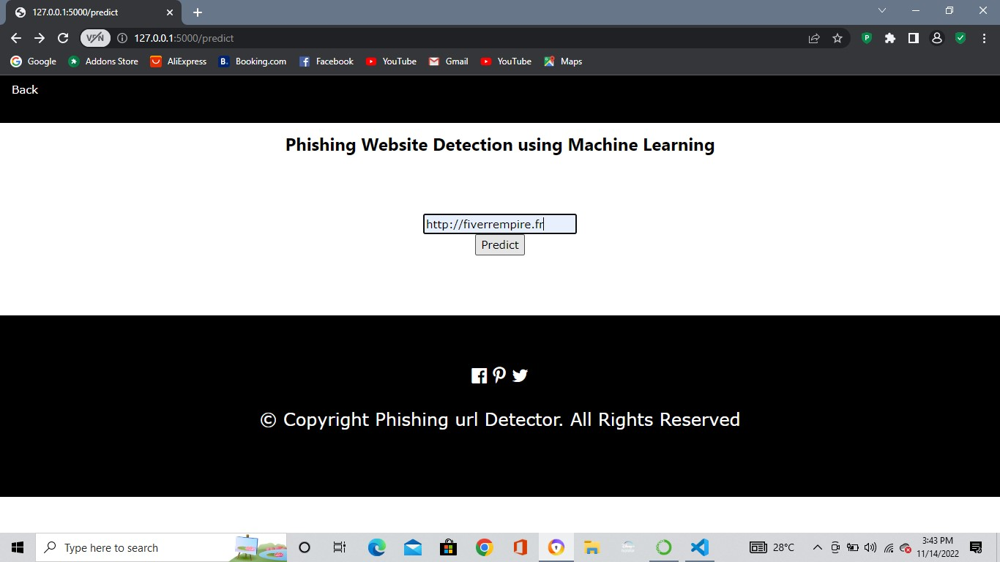 127.0.0.1:5000/predict
VPN 127.0.0.1:5000/predict
Google Addons Store AliExpress B. Booking.com Facebook YouTube Gmail YouTube Maps
Back
Phishing Website Detection using Machine Learning
http://fiverrempire.fr
Predict
© Copyright Phishing url Detector. All Rights Reserved
Type here to search
28°C
3:43 PM
11/14/2022